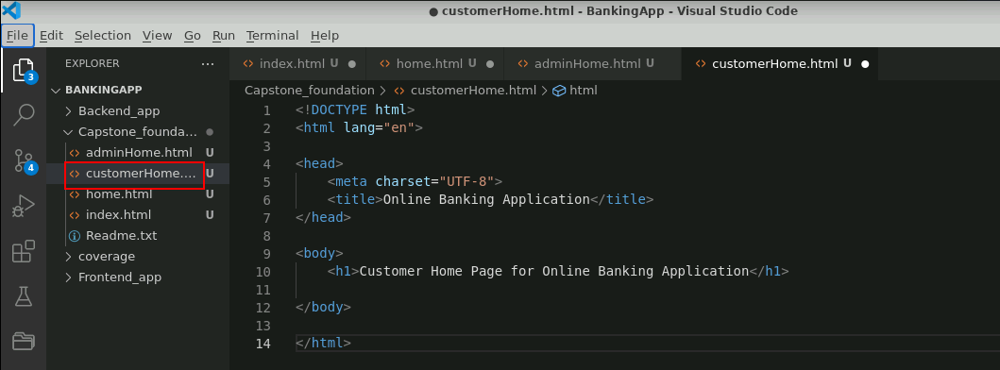 ● customerHome.html - BankingApp - Visual Studio Code
File Edit Selection View Go Run Terminal Help
EXPLORER ...
index.html U ● home.html U ● adminHome.html U customerHome.html U ●
3
BANKINGAPP
Backend_app
Capstone_founda... ●
adminHome.html U
customerHome.... U
home.html U
index.html U
Readme.txt
coverage
Frontend_app
4
Capstone_foundation > customerHome.html > html
1 <!DOCTYPE html>
2 <html lang="en">
3
4 <head>
5 <meta charset="UTF-8">
6 <title>Online Banking Application</title>
7 </head>
8
9 <body>
10 <h1>Customer Home Page for Online Banking Application</h1>
11
12 </body>
13
14 </html>